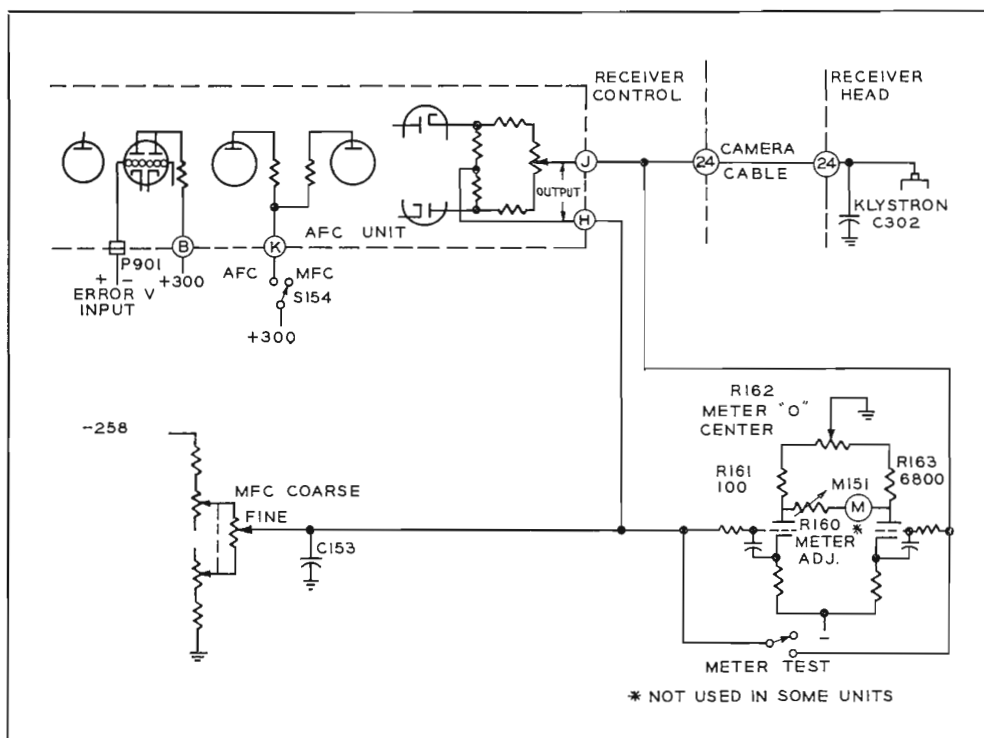 RECEIVER
CONTROL
RECEIVER
HEAD
J
24
CAMERA
CABLE
24
OUTPUT
KLYSTRON
C302
H
B
K
AFC UNIT
P901
+ -
ERROR V
INPUT
+300
AFC
MFC
S154
+300
R162
METER "O"
CENTER
-258
R161
100
M151
R163
6800
MFC COARSE
FINE
M
R160 *
METER
ADJ.
C153
-
METER TEST
* NOT USED IN SOME UNITS